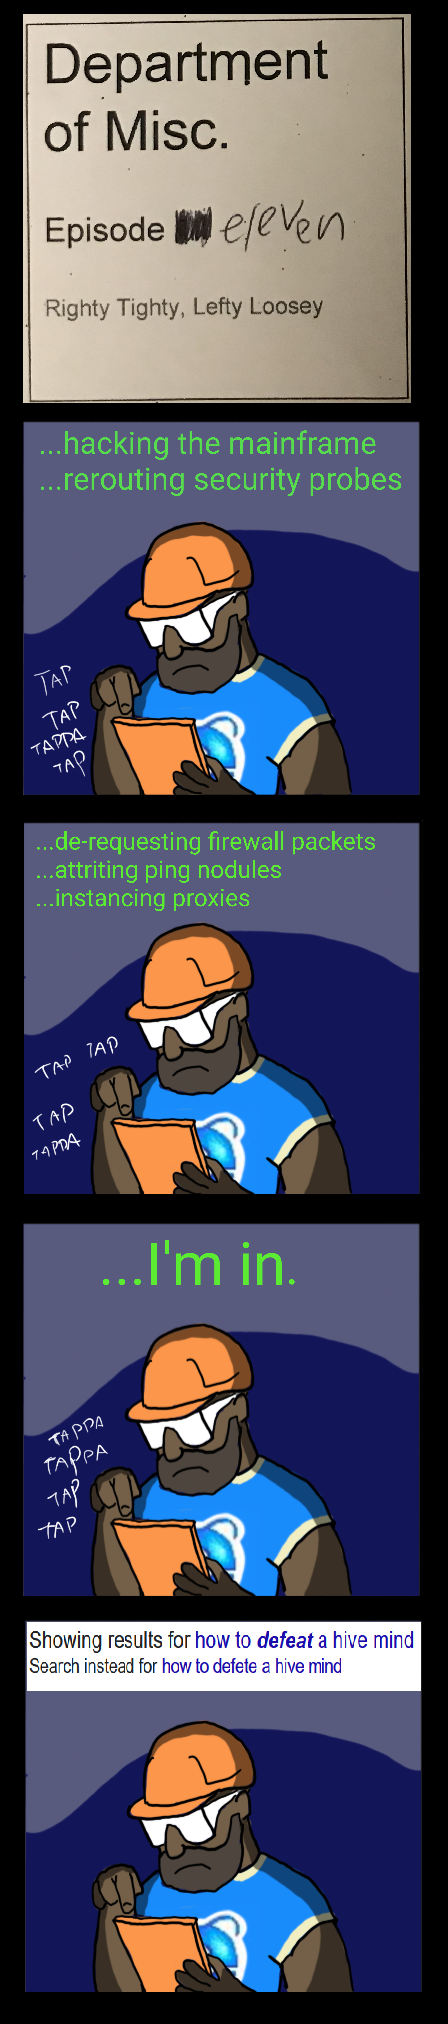 Department
of Misc.
Episode eleven
Righty Tighty, Lefty Loosey
...hacking the mainframe
...rerouting security probes
TAP
TAP
TAPPA
TAP
...de-requesting firewall packets
...attriting ping nodules
...instancing proxies
TAP TAP
TAP
TAPPA
...I'm in.
TAPPA
TAPPA
TAP
TAP
Showing results for how to defeat a hive mind
Search instead for how to defete a hive mind